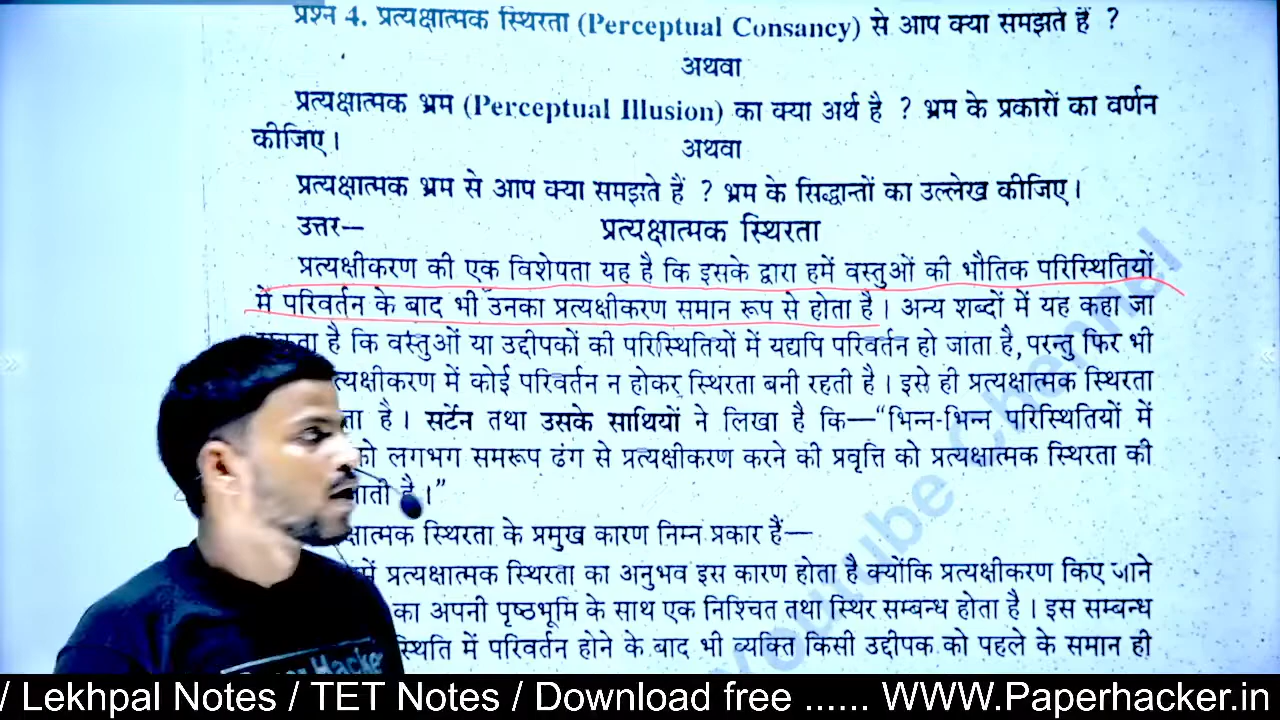 प्रश्न 4. प्रत्यक्षात्मक स्थिरता (Perceptual Consancy) से आप क्या समझते हैं ?
अथवा
प्रत्यक्षात्मक भ्रम (Perceptual Illusion) का क्या अर्थ है ? भ्रम के प्रकारों का वर्णन
कीजिए।
अथवा
प्रत्यक्षात्मक भ्रम से आप क्या समझते हैं ? भ्रम के सिद्धान्तों का उल्लेख कीजिए।
उत्तर— प्रत्यक्षात्मक स्थिरता
प्रत्यक्षीकरण की एक विशेषता यह है कि इसके द्वारा हमें वस्तुओं की भौतिक परिस्थितियों
में परिवर्तन के बाद भी उनका प्रत्यक्षीकरण समान रूप से होता है। अन्य शब्दों में यह कहा जा
है कि वस्तुओं या उद्दीपकों की परिस्थितियों में यद्यपि परिवर्तन हो जाता है, परन्तु फिर भी
त्यक्षीकरण में कोई परिवर्तन न होकर स्थिरता बनी रहती है। इसे ही प्रत्यक्षात्मक स्थिरता
ता है। सर्टेन तथा उसके साथियों ने लिखा है कि—“भिन्न-भिन्न परिस्थितियों में
को लगभग समरूप ढंग से प्रत्यक्षीकरण करने की प्रवृत्ति को प्रत्यक्षात्मक स्थिरता की
जाती है।”
क्षात्मक स्थिरता के प्रमुख कारण निम्न प्रकार हैं—
में प्रत्यक्षात्मक स्थिरता का अनुभव इस कारण होता है क्योंकि प्रत्यक्षीकरण किए जाने
का अपनी पृष्ठभूमि के साथ एक निश्चित तथा स्थिर सम्बन्ध होता है। इस सम्बन्ध
स्थिति में परिवर्तन होने के बाद भी व्यक्ति किसी उद्दीपक को पहले के समान ही
Youtube Channel
/ Lekhpal Notes / TET Notes / Download free ...... WWW.Paperhacker.in